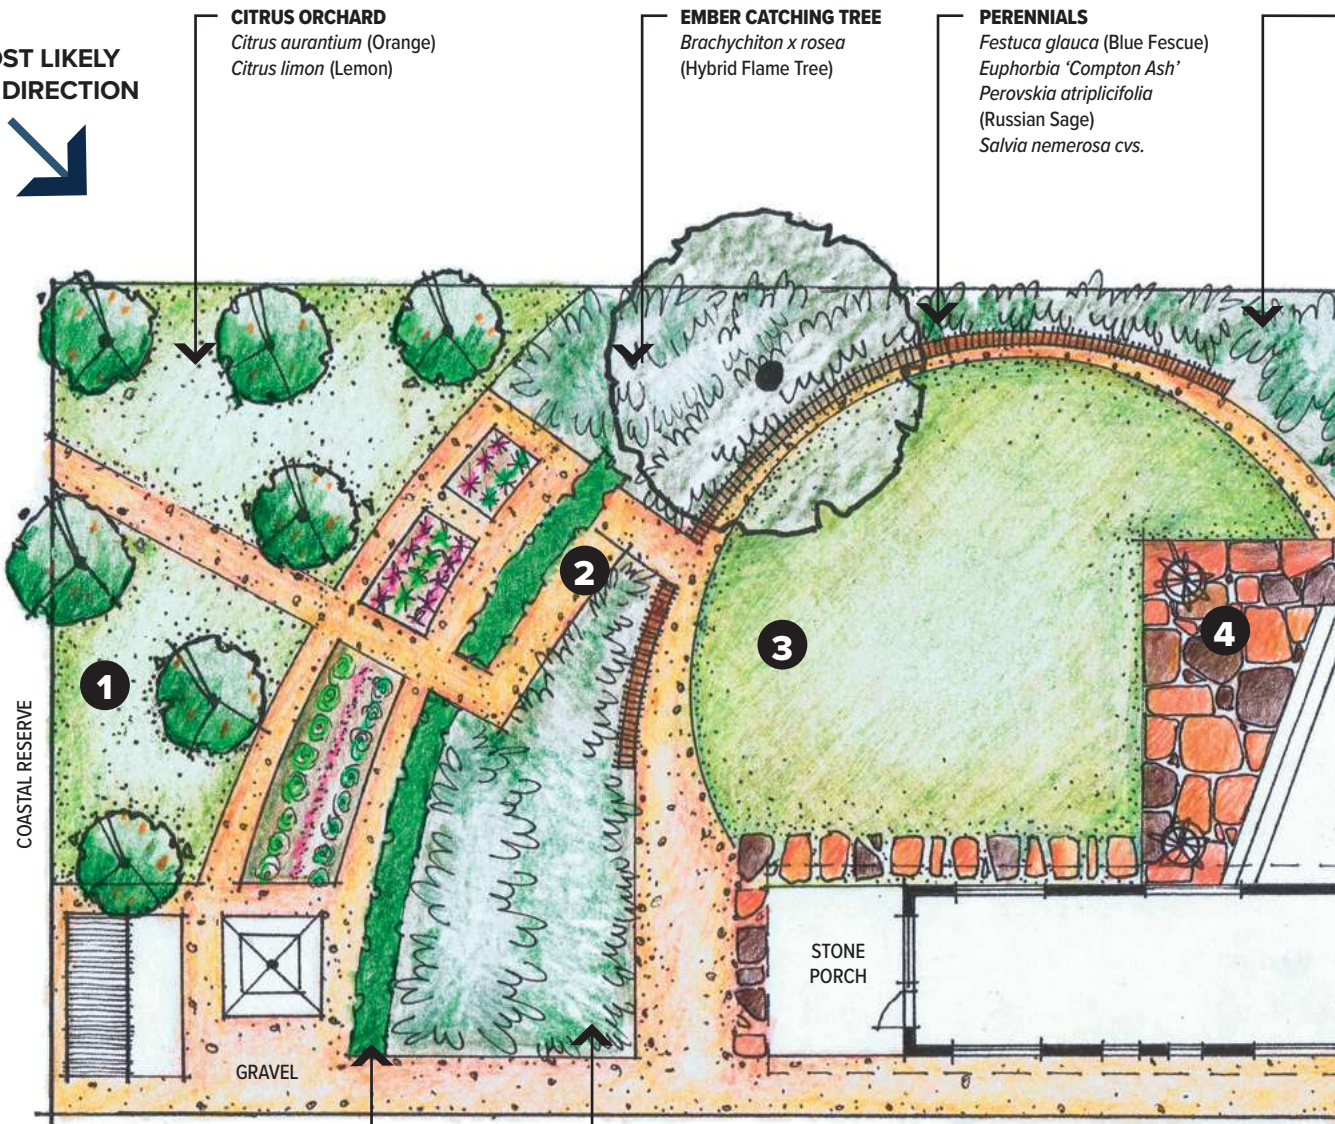 CITRUS ORCHARD
Citrus aurantium (Orange)
Citrus limon (Lemon)
EMBER CATCHING TREE
Brachychiton x rosea
(Hybrid Flame Tree)
PERENNIALS
Festuca glauca (Blue Fescue)
Euphorbia ‘Compton Ash’
Perovskia atriplicifolia
(Russian Sage)
Salvia nemerosa cvs.
LIKELY
DIRECTION
2
3
4
1
COASTAL RESERVE
STONE
PORCH
GRAVEL